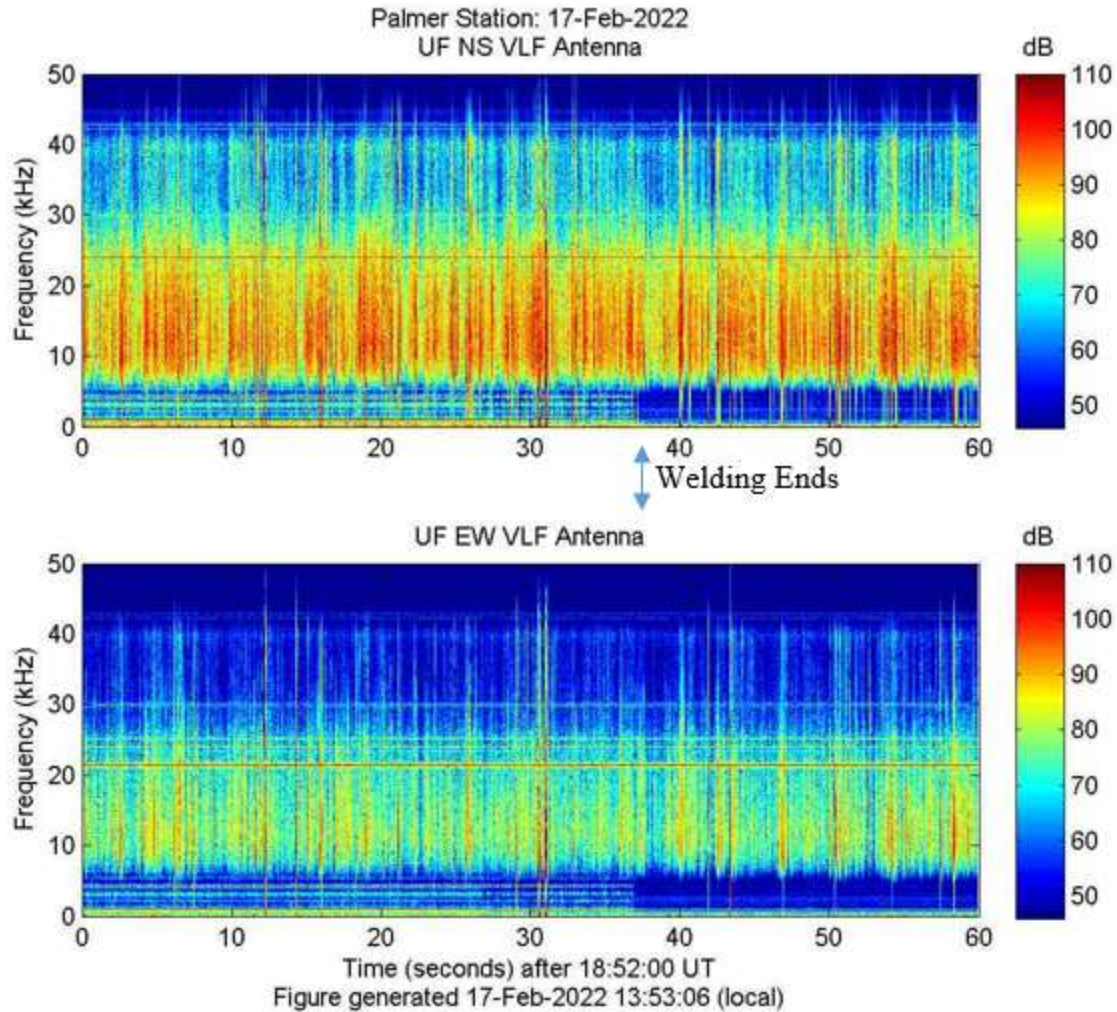 Palmer Station: 17-Feb-2022
UF NS VLF Antenna
dB
50
40
30
20
10
0
Frequency (kHz)
0 10 20 30 40 50 60
110
100
90
80
70
60
50
Welding Ends
UF EW VLF Antenna
dB
50
40
30
20
10
0
Frequency (kHz)
0 10 20 30 40 50 60
110
100
90
80
70
60
50
Time (seconds) after 18:52:00 UT
Figure generated 17-Feb-2022 13:53:06 (local)